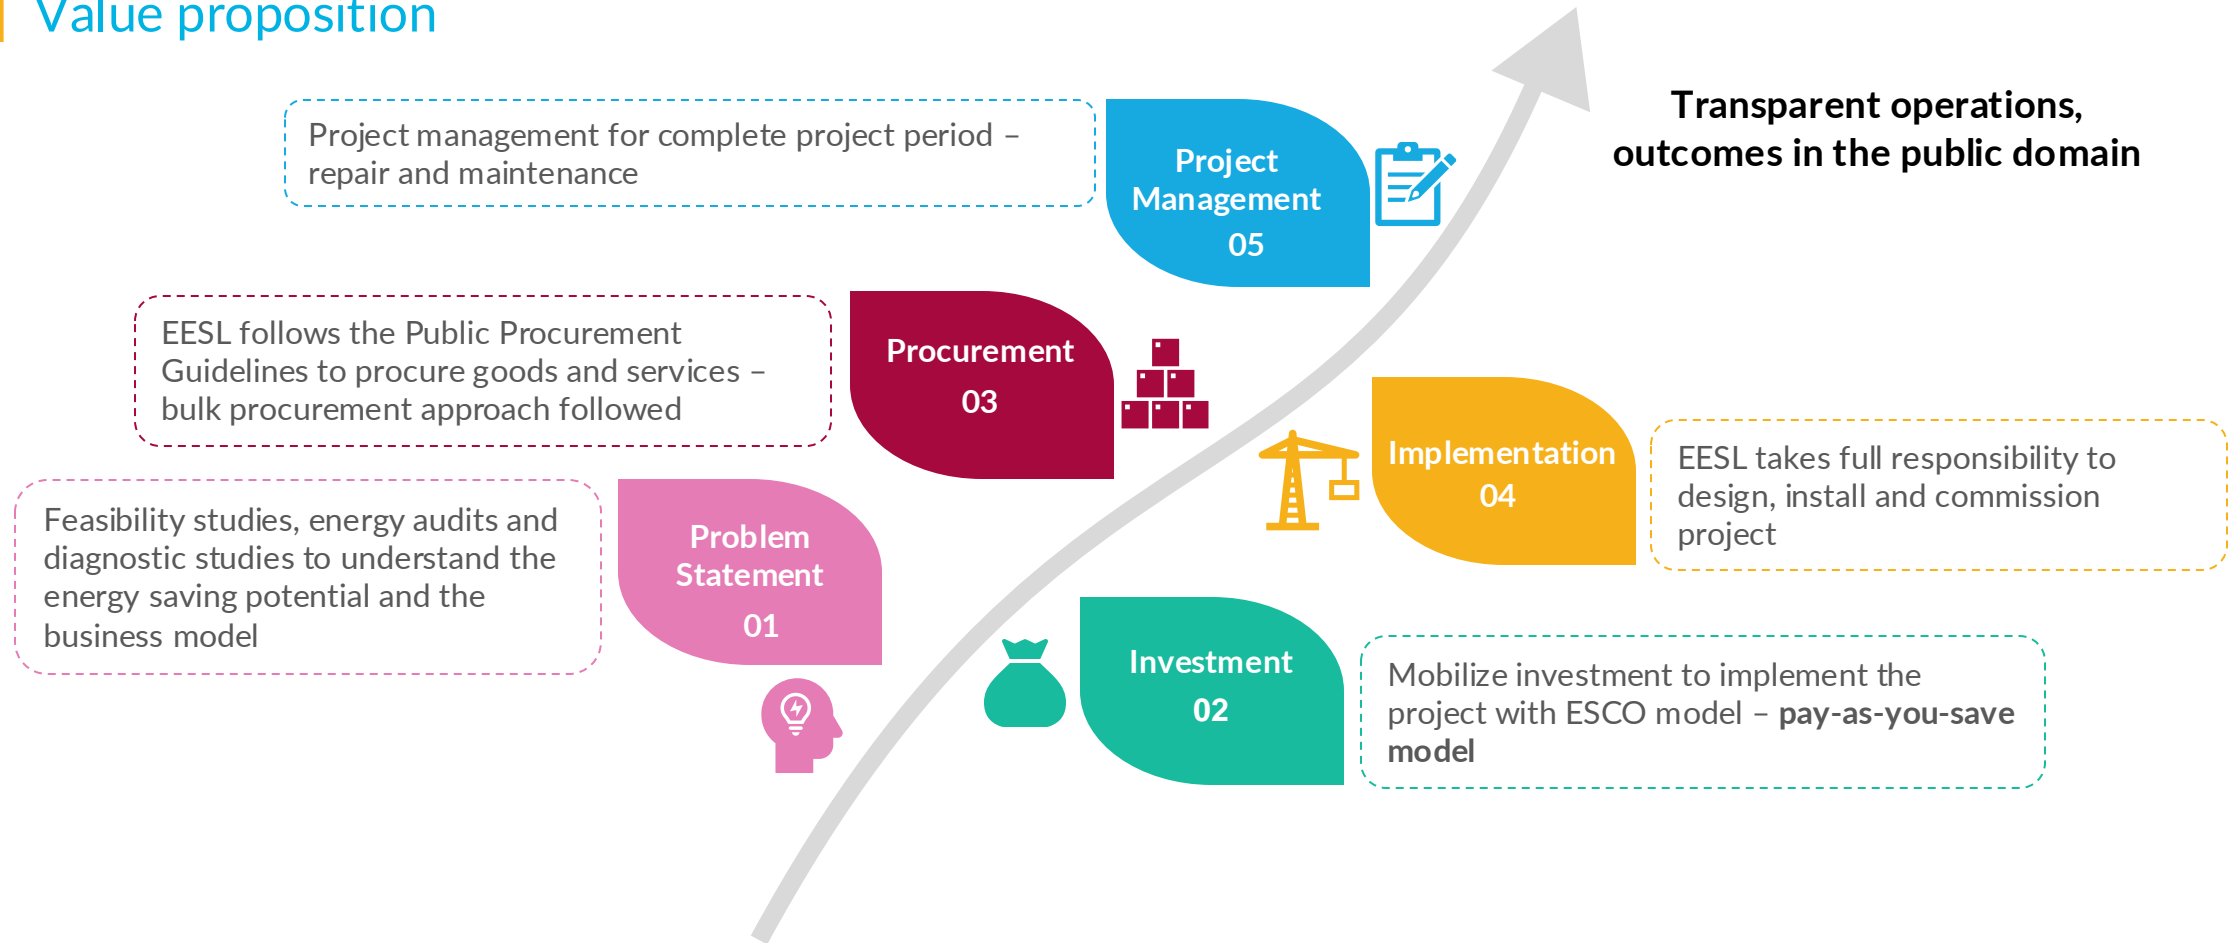 Value proposition
Transparent operations,
outcomes in the public domain
Project management for complete project period –
repair and maintenance
Project
Management
05
EESL follows the Public Procurement
Guidelines to procure goods and services –
bulk procurement approach followed
Procurement
03
Implementation
04
EESL takes full responsibility to
design, install and commission
project
Feasibility studies, energy audits and
diagnostic studies to understand the
energy saving potential and the
business model
Problem
Statement
01
Investment
02
Mobilize investment to implement the
project with ESCO model – pay-as-you-save
model